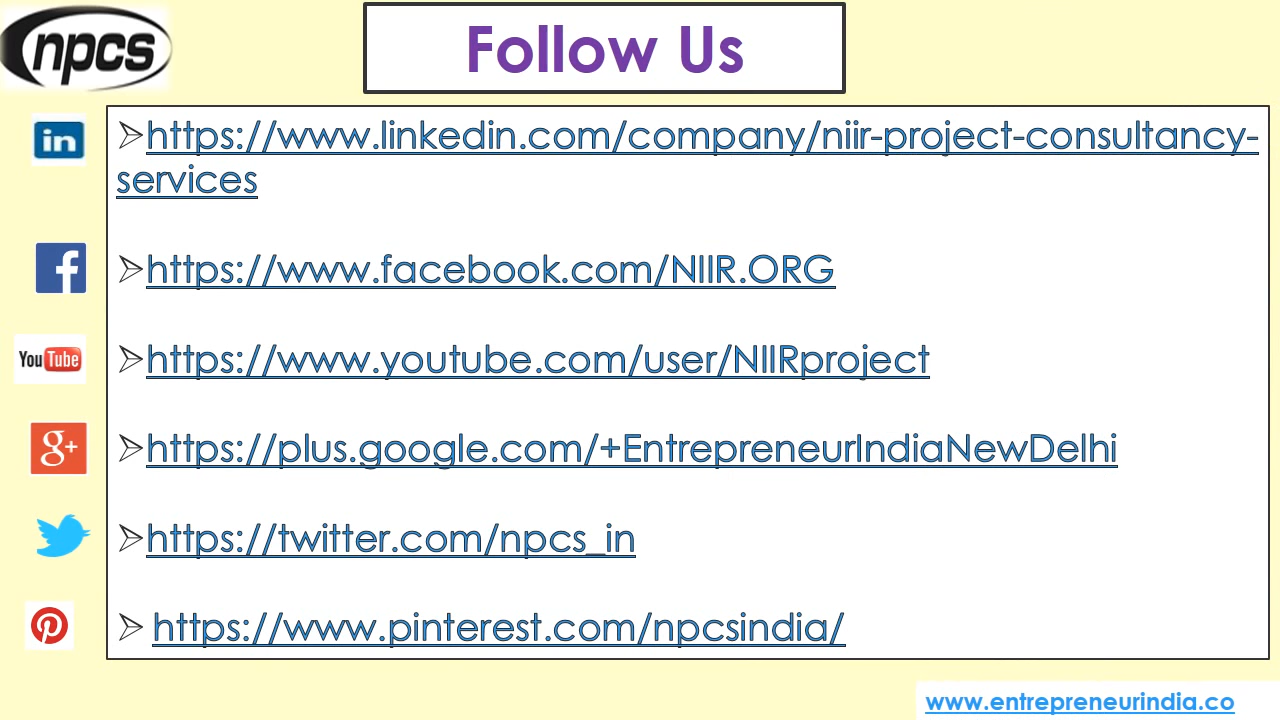 npcs
Follow Us
in
➢https://www.linkedin.com/company/niir-project-consultancy-
services
f
➢https://www.facebook.com/NIIR.ORG
YouTube
➢https://www.youtube.com/user/NIIRproject
g+
➢https://plus.google.com/+EntrepreneurIndiaNewDelhi
➢https://twitter.com/npcs_in
➢ https://www.pinterest.com/npcsindia/
www.entrepreneurindia.co